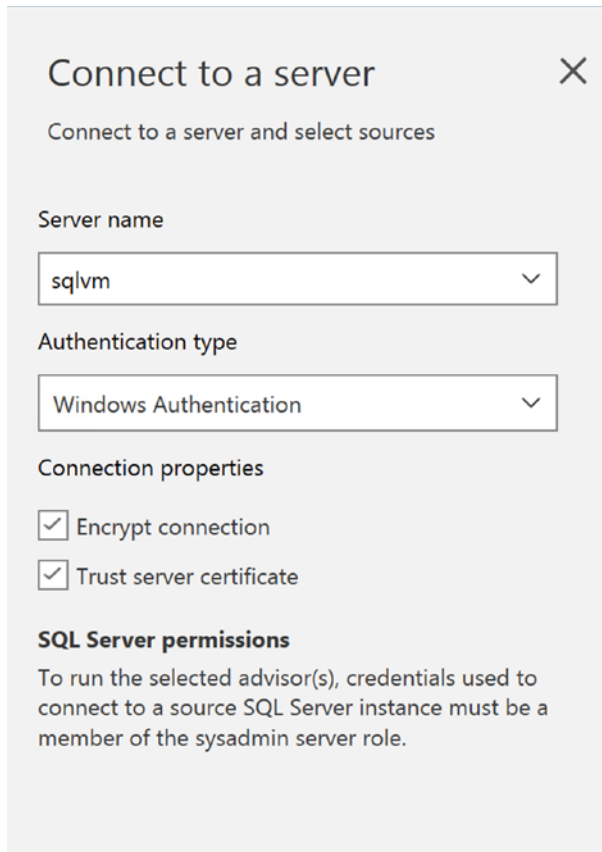 Connect to a server
Connect to a server and select sources
Server name
sqlvm
Authentication type
Windows Authentication
Connection properties
Encrypt connection
Trust server certificate
SQL Server permissions
To run the selected advisor(s), credentials used to
connect to a source SQL Server instance must be a
member of the sysadmin server role.